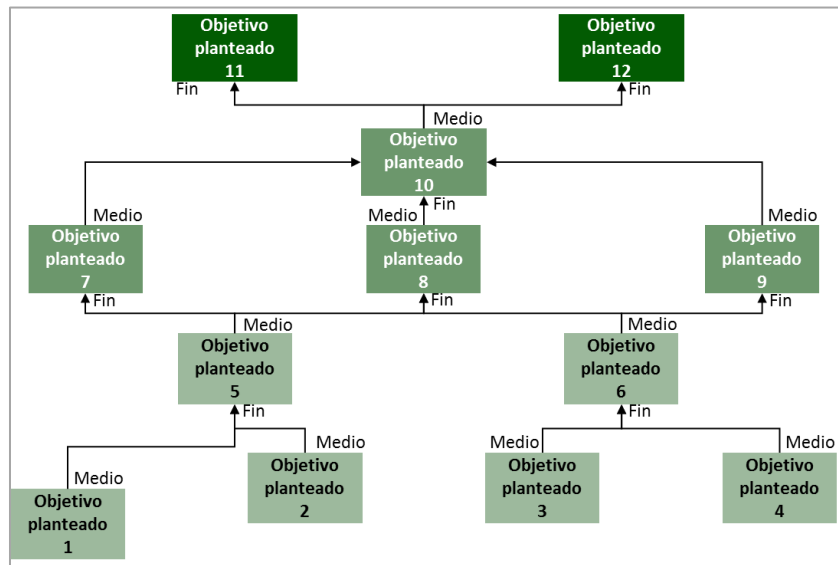 Objetivo
planteado
11
Objetivo
planteado
12
Fin
Fin
Medio
Objetivo
planteado
10
Medio
Medio
Fin
Medio
Objetivo
planteado
7
Objetivo
planteado
8
Objetivo
planteado
9
Fin
Fin
Fin
Medio
Medio
Objetivo
planteado
5
Objetivo
planteado
6
Fin
Fin
Medio
Medio
Medio
Medio
Objetivo
planteado
2
Objetivo
planteado
3
Objetivo
planteado
4
Objetivo
planteado
1